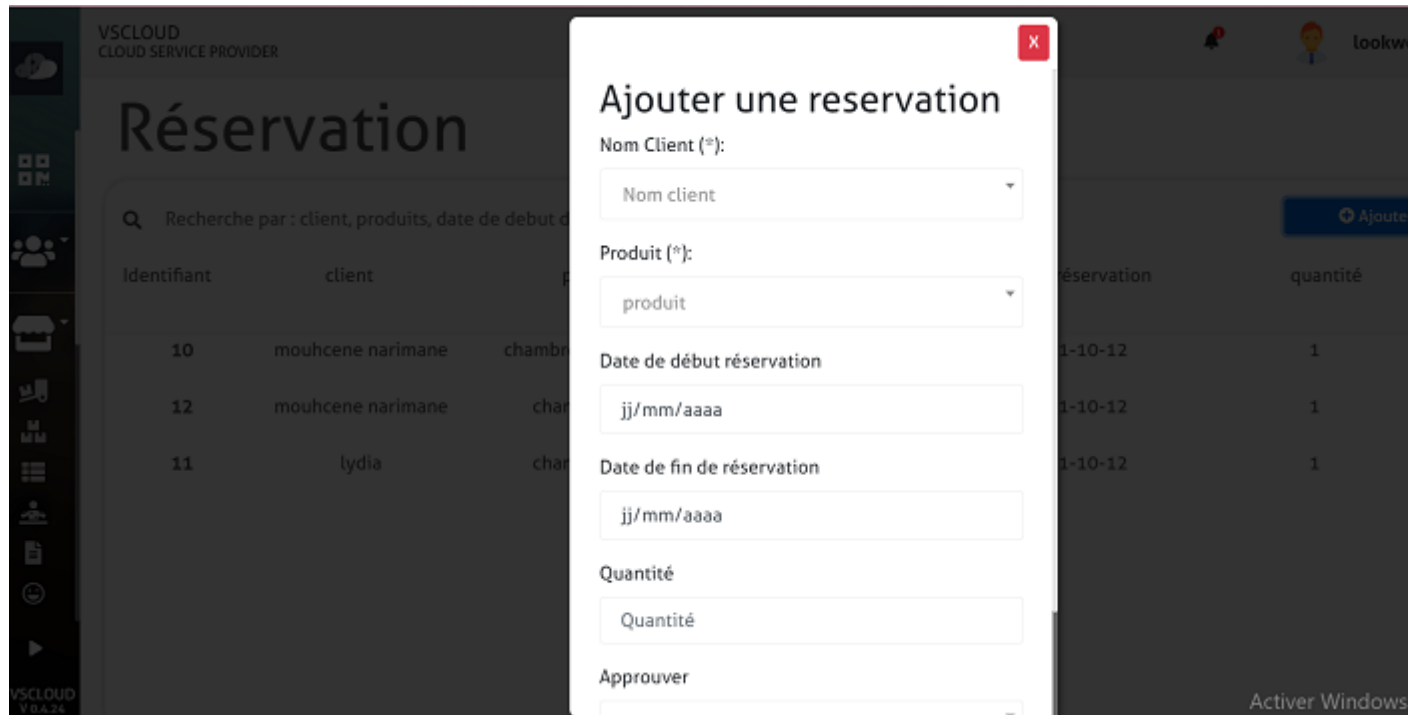 VSCLOUD
CLOUD SERVICE PROVIDER
lookw
Réservation
Recherche par : client, produits, date de debut d
Ajoute
Identifiant client p éservation quantité
10 mouhcene narimane chambr 1-10-12 1
12 mouhcene narimane char 1-10-12 1
11 lydia char 1-10-12 1
X
Ajouter une reservation
Nom Client (*):
Nom client
Produit (*):
produit
Date de début réservation
jj/mm/aaaa
Date de fin de réservation
jj/mm/aaaa
Quantité
Quantité
Approuver
VSCLOUD
V 0.4.24
Activer Windows